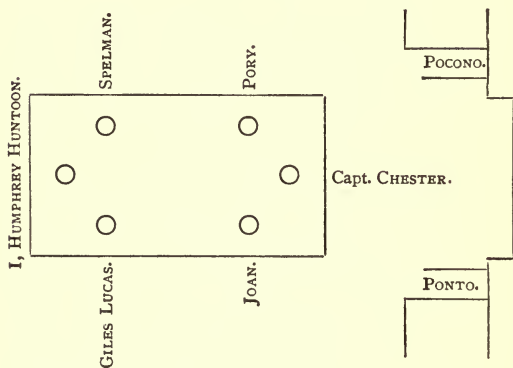 I, HUMPHREY HUNTOON.
SPELMAN.
PORY.
POCONO.
Capt. CHESTER.
GILES LUCAS.
JOAN.
PONTO.